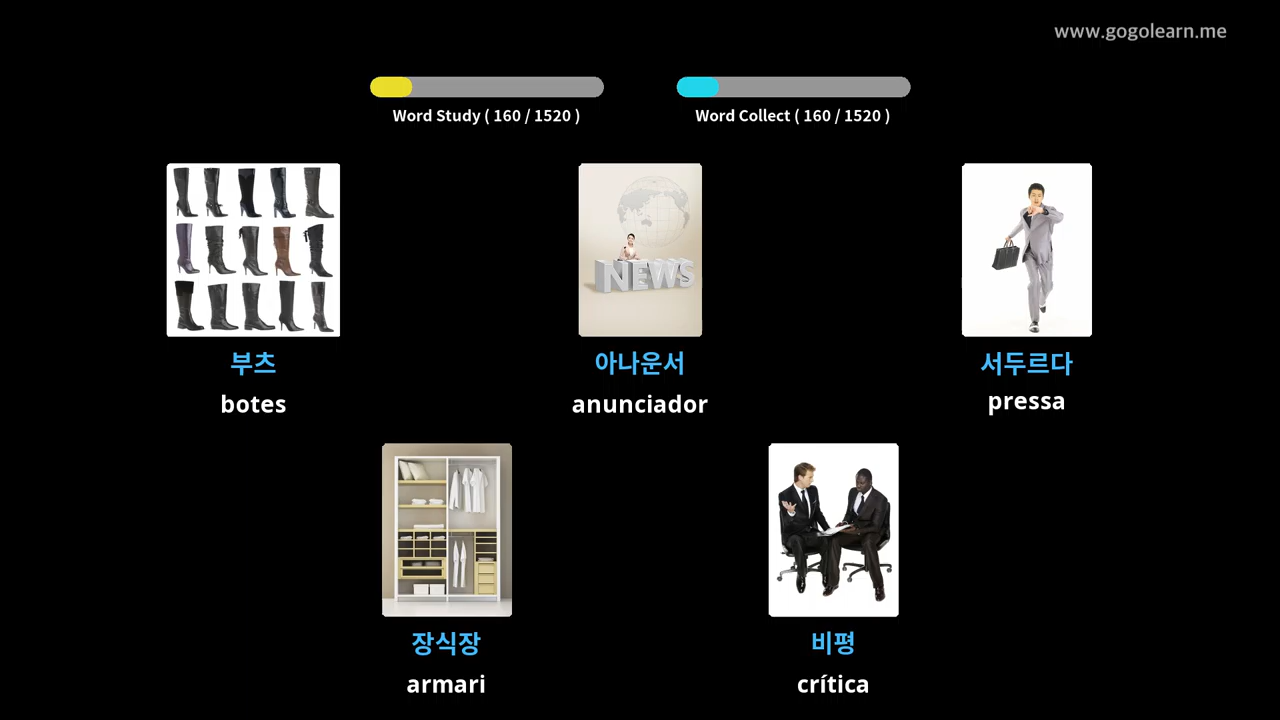 www.gogolearn.me
Word Study ( 160 / 1520 )
Word Collect ( 160 / 1520 )
NEWS
부츠
아나운서
서두르다
botes
anunciador
pressa
장식장
비평
armari
crítica